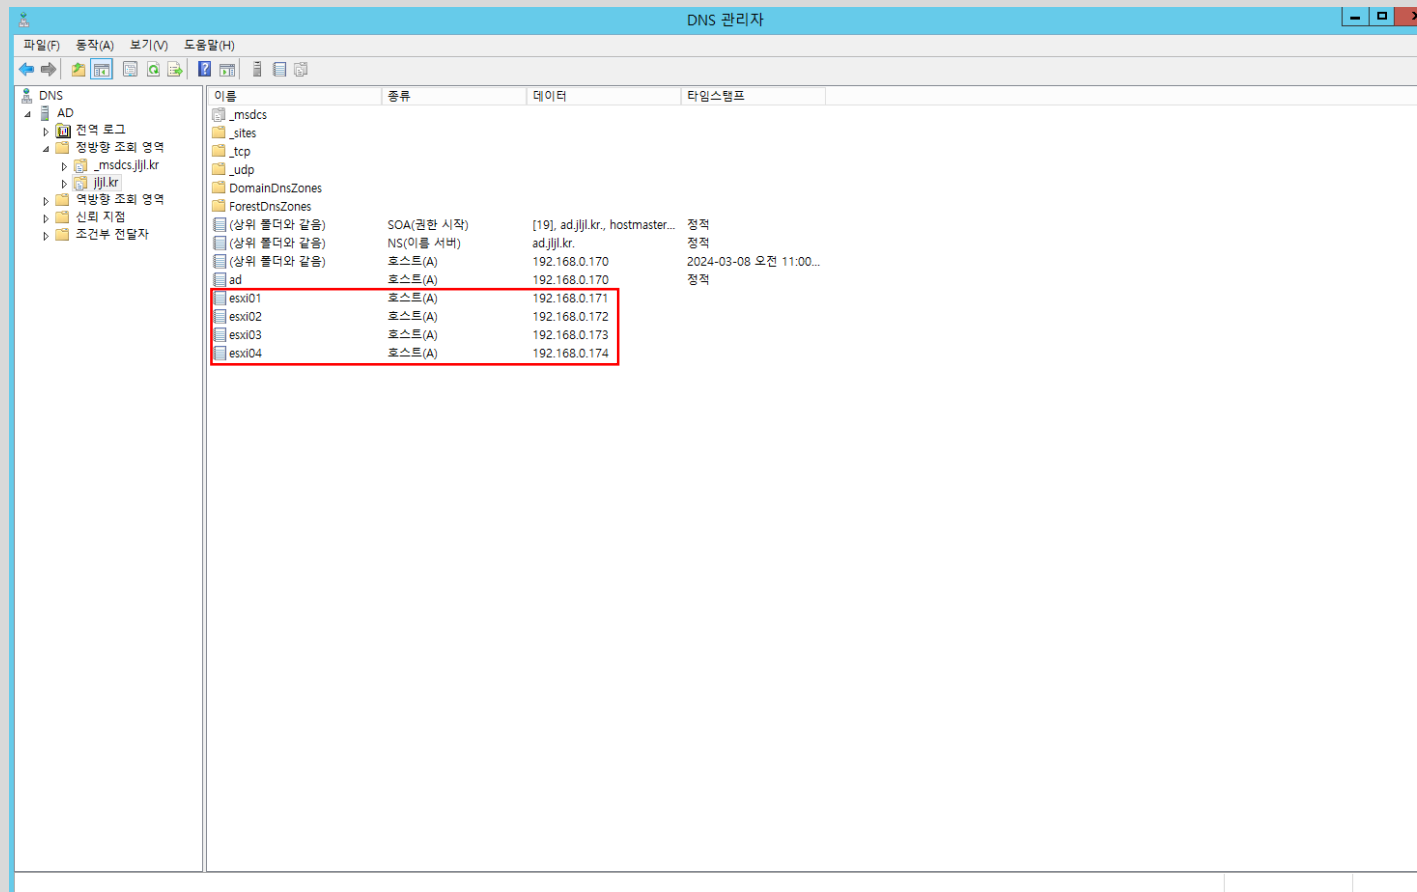 DNS 관리자
파일(F) 동작(A) 보기(V) 도움말(H)
DNS
AD
전역 로그
정방향 조회 영역
_msdcs.jljl.kr
jljl.kr
역방향 조회 영역
신뢰 지점
조건부 전달자
이름 종류 데이터 타임스탬프
_msdcs
_sites
_tcp
_udp
DomainDnsZones
ForestDnsZones
(상위 폴더와 같음) SOA(권한 시작) [19], ad.jljl.kr., hostmaster... 정적
(상위 폴더와 같음) NS(이름 서버) ad.jljl.kr. 정적
(상위 폴더와 같음) 호스트(A) 192.168.0.170 2024-03-08 오전 11:00...
ad 호스트(A) 192.168.0.170 정적
esxi01 호스트(A) 192.168.0.171
esxi02 호스트(A) 192.168.0.172
esxi03 호스트(A) 192.168.0.173
esxi04 호스트(A) 192.168.0.174